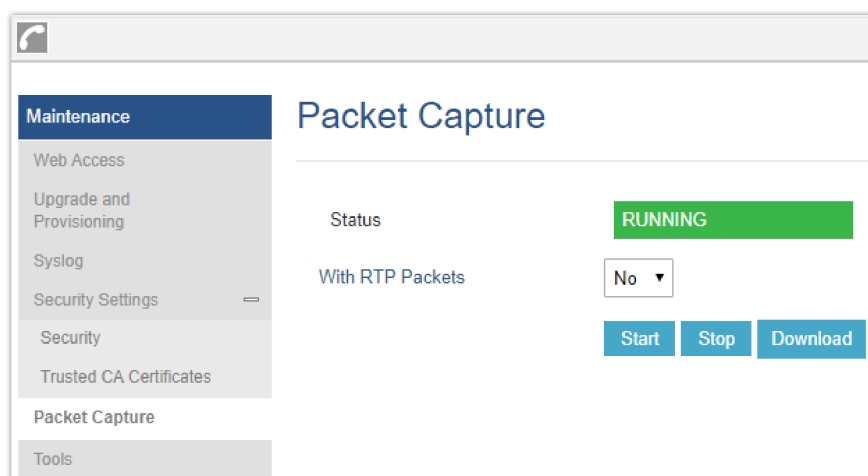 Maintenance
Web Access
Upgrade and
Provisioning
Syslog
Security Settings
Security
Trusted CA Certificates
Packet Capture
Tools
Packet Capture
Status RUNNING
With RTP Packets No
Start Stop Download